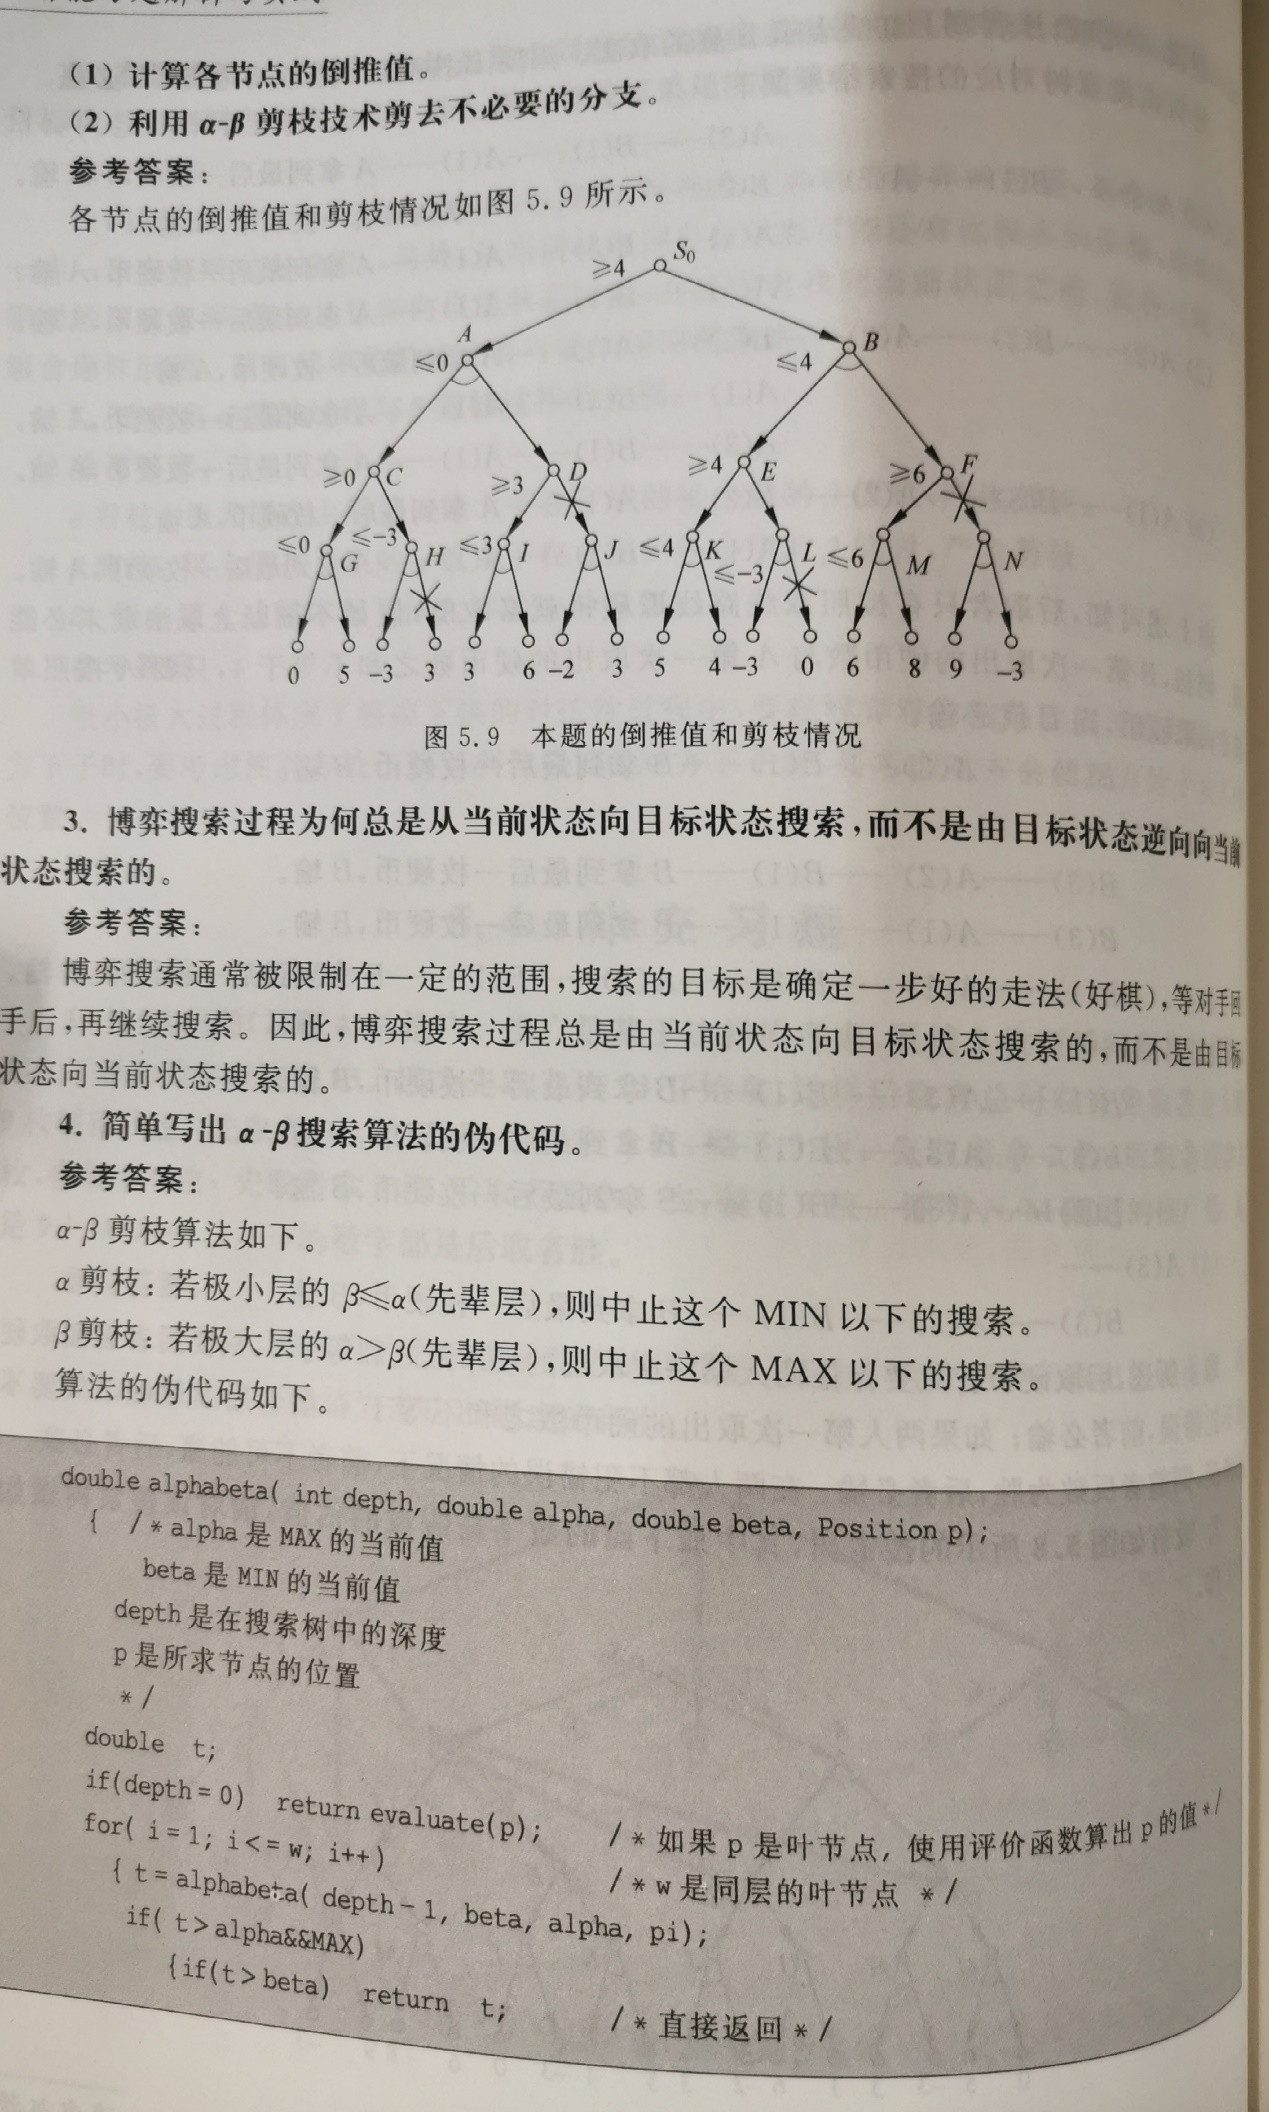 (1) 计算各节点的倒推值。
(2) 利用 α-β 剪枝技术剪去不必要的分支。
参考答案:
各节点的倒推值和剪枝情况如图 5.9 所示。
≥4 S₀
A ≤0 ≤4 B
≥0 C ≥3 D ≥4 E ≥6 F
≤0 G ≤-3 H ≤3 I J ≤4 K ≤-3 L ≤6 M N
0 5 -3 3 3 6 -2 3 5 4 -3 0 6 8 9 -3
图 5.9 本题的倒推值和剪枝情况
3. 博弈搜索过程为何总是从当前状态向目标状态搜索,而不是由目标状态逆向向当前
状态搜索的。
参考答案:
博弈搜索通常被限制在一定的范围,搜索的目标是确定一步好的走法(好棋),等对手回
手后,再继续搜索。因此,博弈搜索过程总是由当前状态向目标状态搜索的,而不是由目标
状态向当前状态搜索的。
4. 简单写出 α-β搜索算法的伪代码。
参考答案:
α-β 剪枝算法如下。
α 剪枝: 若极小层的 β≤α(先辈层),则中止这个 MIN 以下的搜索。
β 剪枝: 若极大层的 α>β(先辈层),则中止这个 MAX 以下的搜索。
算法的伪代码如下。
double alphabeta( int depth, double alpha, double beta, Position p);
{ /* alpha 是 MAX 的当前值
beta 是 MIN 的当前值
depth 是在搜索树中的深度
p 是所求节点的位置
*/
double t;
if(depth = 0) return evaluate(p); /* 如果 p 是叶节点, 使用评价函数算出 p 的值 */
for( i = 1; i <= w; i++) /* w 是同层的叶节点 */
{ t = alphabeta( depth - 1, beta, alpha, pi);
if( t > alpha&&MAX)
{if(t > beta) return t; /* 直接返回 */